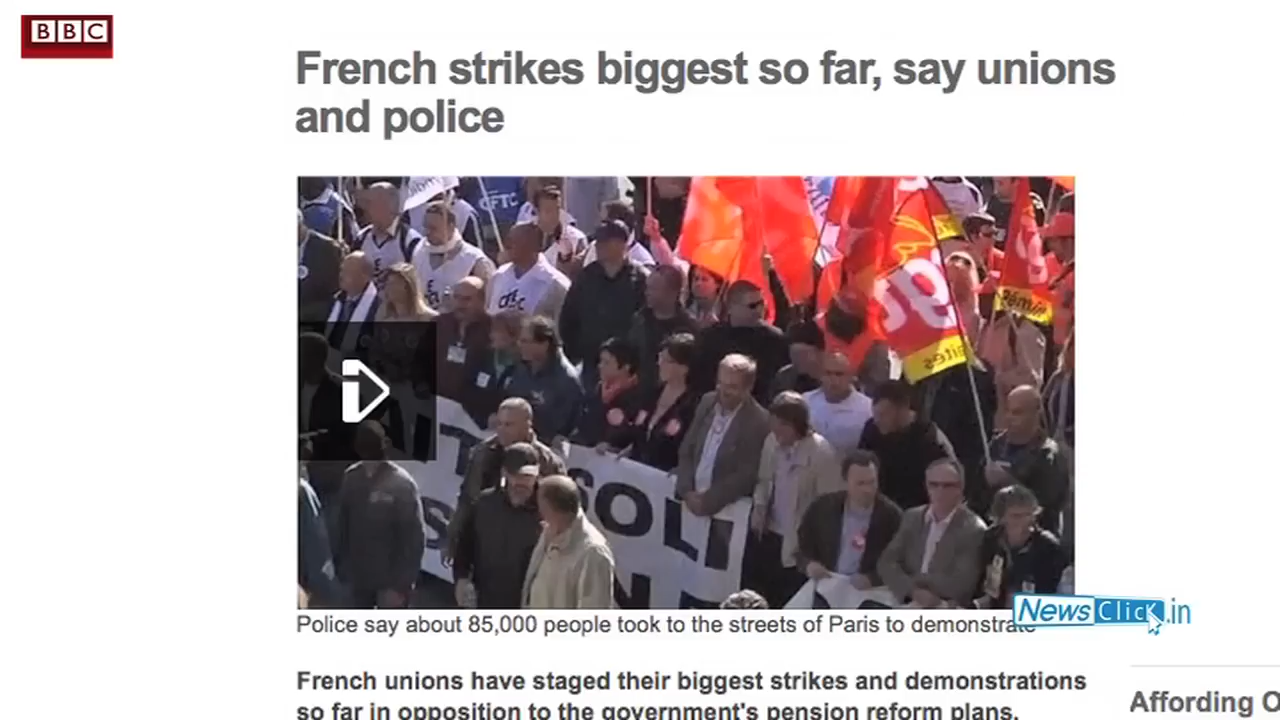 BBC
French strikes biggest so far, say unions
and police
CFTC
SOLI
Police say about 85,000 people took to the streets of Paris to demonstrate
NewsClick.in
French unions have staged their biggest strikes and demonstrations
so far in opposition to the government's pension reform plans.
Affording O